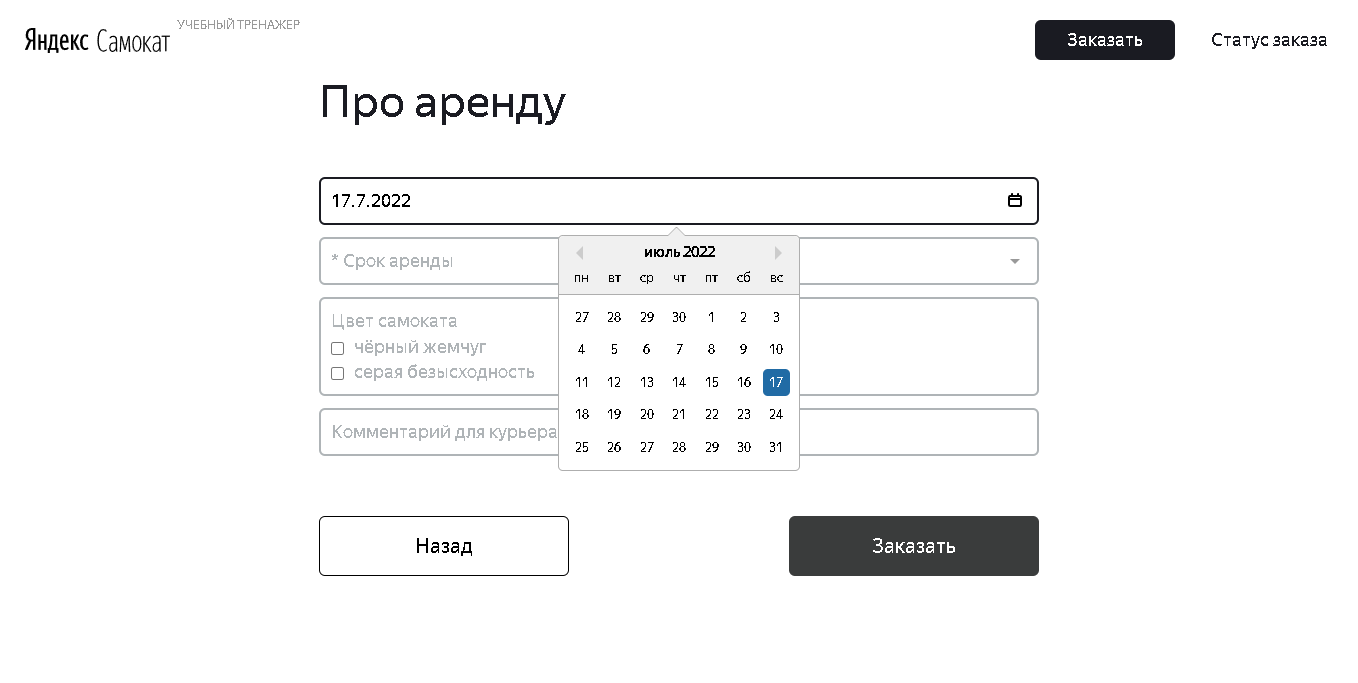 Яндекс Самокат
УЧЕБНЫЙ ТРЕНАЖЕР
Заказать
Статус заказа
Про аренду
17.7.2022
* Срок аренды
июль 2022
пн вт ср чт пт сб вс
27 28 29 30 1 2 3
4 5 6 7 8 9 10
11 12 13 14 15 16 17
18 19 20 21 22 23 24
25 26 27 28 29 30 31
Цвет самоката
чёрный жемчуг
серая безысходность
Комментарий для курьера
Назад
Заказать